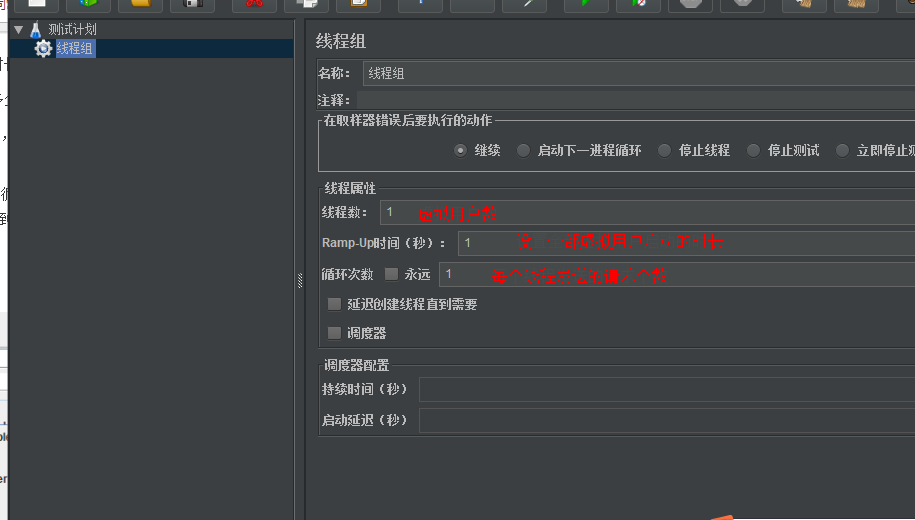 测试计划
线程组
线程组
名称： 线程组
注释：
在取样器错误后要执行的动作
继续 启动下一进程循环 停止线程 停止测试 立即停止测
线程属性
线程数： 1 虚拟用户数
Ramp-Up时间（秒）： 1
循环次数 永远 1
延迟创建线程直到需要
调度器
调度器配置
持续时间（秒）
启动延迟（秒）